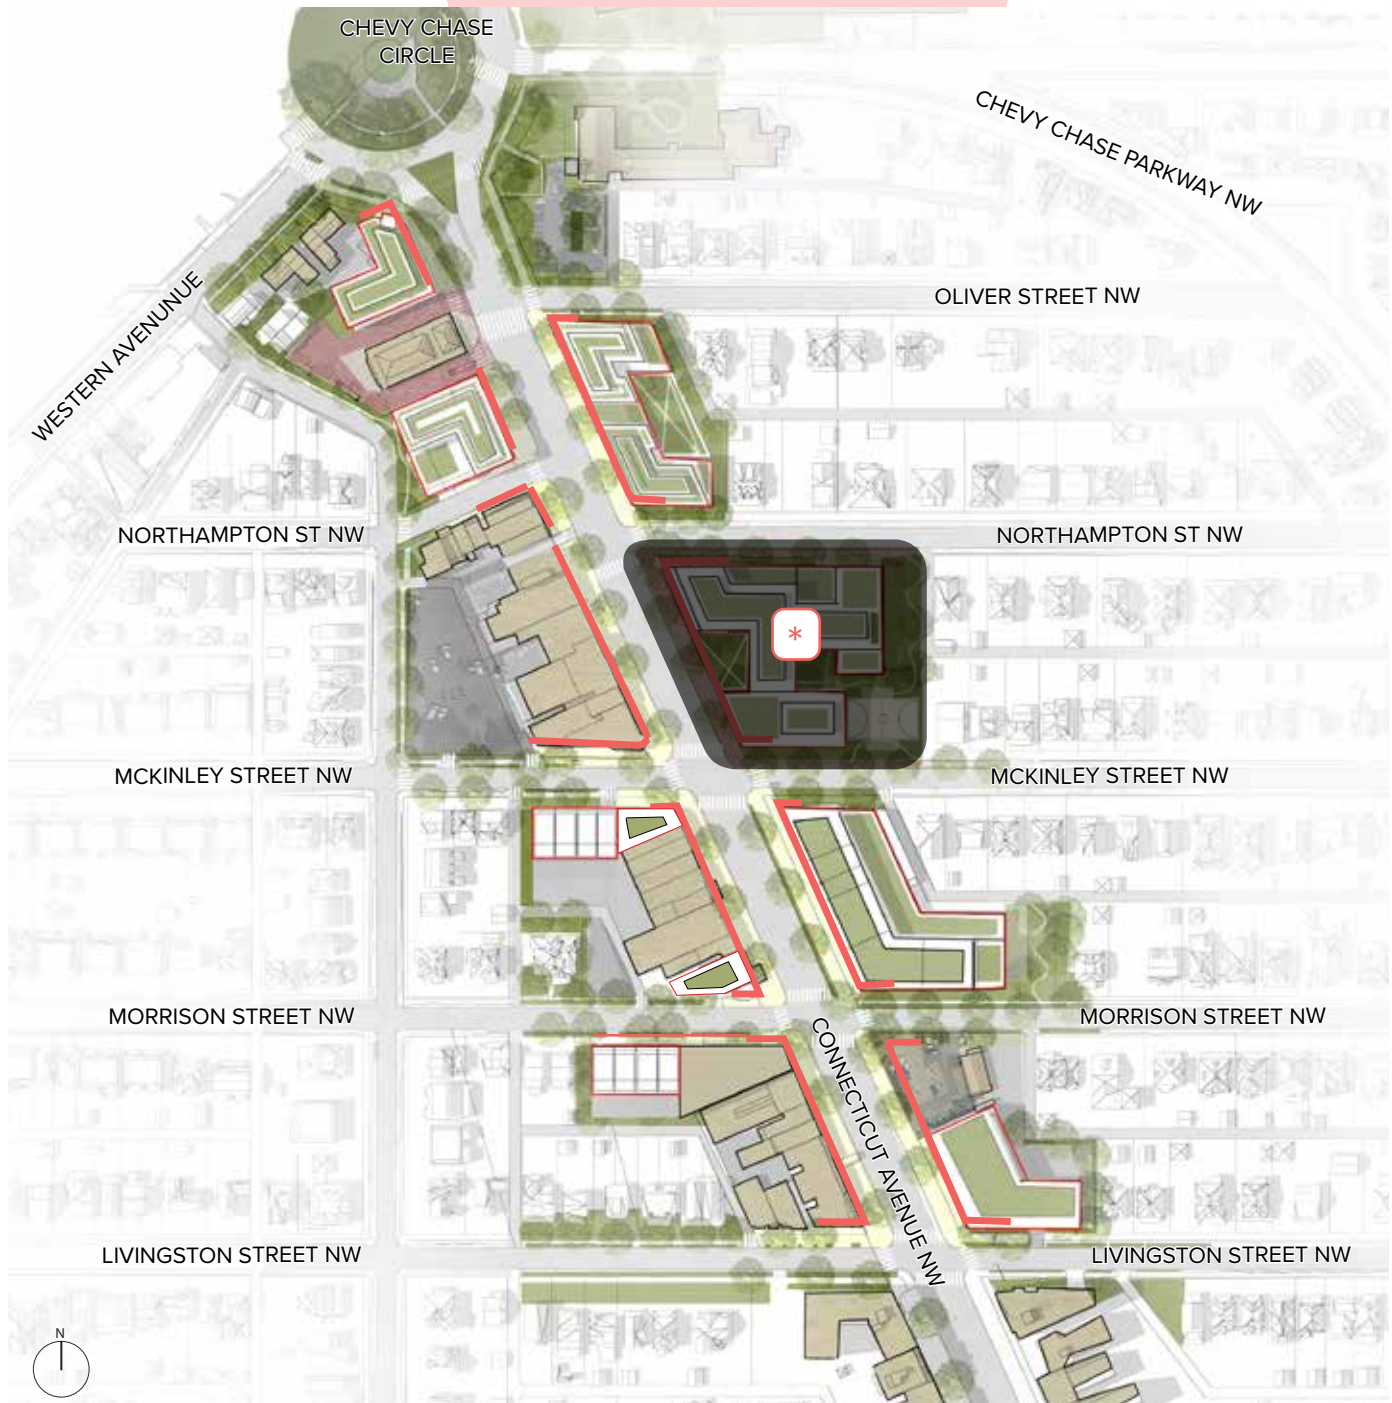 CHEVY CHASE
CIRCLE
CHEVY CHASE PARKWAY NW
WESTERN AVENUNUE
OLIVER STREET NW
NORTHAMPTON ST NW
NORTHAMPTON ST NW
*
MCKINLEY STREET NW
MCKINLEY STREET NW
MORRISON STREET NW
MORRISON STREET NW
CONNECTICUT AVENUE NW
LIVINGSTON STREET NW
LIVINGSTON STREET NW
N